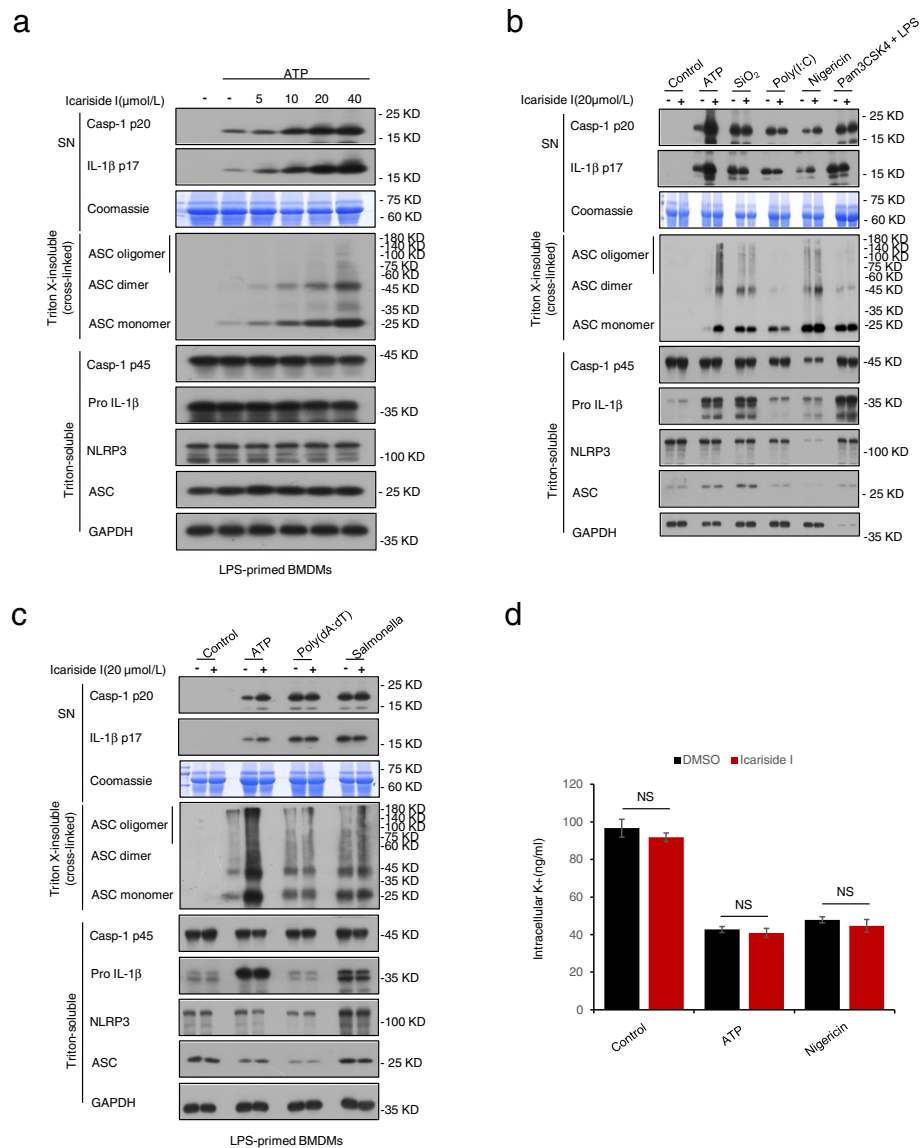 a
ATP
Icariside I(μmol/L) - - 5 10 20 40
SN
Casp-1 p20
- 25 KD
- 15 KD
IL-1β p17
- 15 KD
Coomassie
- 75 KD
- 60 KD
Triton X-insoluble
(cross-linked)
ASC oligomer
ASC dimer
ASC monomer
-180 KD
-140 KD
-100 KD
- 75 KD
-60 KD
-45 KD
-35 KD
-25 KD
Triton-soluble
Casp-1 p45
-45 KD
Pro IL-1β
-35 KD
NLRP3
-100 KD
ASC
- 25 KD
GAPDH
-35 KD
LPS-primed BMDMs
b
Control ATP SiO2 Poly(I:C) Nigericin Pam3CSK4 + LPS
Icariside I(20μmol/L) - + - + - + - + - + - +
SN
Casp-1 p20
- 25 KD
- 15 KD
IL-1β p17
- 15 KD
Coomassie
- 75 KD
- 60 KD
Triton X-insoluble
(cross-linked)
ASC oligomer
ASC dimer
ASC monomer
-180 KD
-140 KD
-100 KD
- 75 KD
-60 KD
-45 KD
-35 KD
-25 KD
Triton-soluble
Casp-1 p45
-45 KD
Pro IL-1β
-35 KD
NLRP3
-100 KD
ASC
- 25 KD
GAPDH
-35 KD
c
Control ATP Poly(dA:dT) Salmonella
Icariside I(20 μmol/L) - + - + - + - +
SN
Casp-1 p20
- 25 KD
- 15 KD
IL-1β p17
- 15 KD
Coomassie
- 75 KD
- 60 KD
Triton X-insoluble
(cross-linked)
ASC oligomer
ASC dimer
ASC monomer
- 180 KD
- 140 KD
- 100 KD
- 75 KD
- 60 KD
- 45 KD
- 35 KD
- 25 KD
Triton-soluble
Casp-1 p45
-45 KD
Pro IL-1β
-35 KD
NLRP3
-100 KD
ASC
- 25 KD
GAPDH
-35 KD
LPS-primed BMDMs
d
DMSO Icariside I
Intracellular K+(ng/ml)
120
100
80
60
40
20
0
NS
NS
NS
Control
ATP
Nigericin